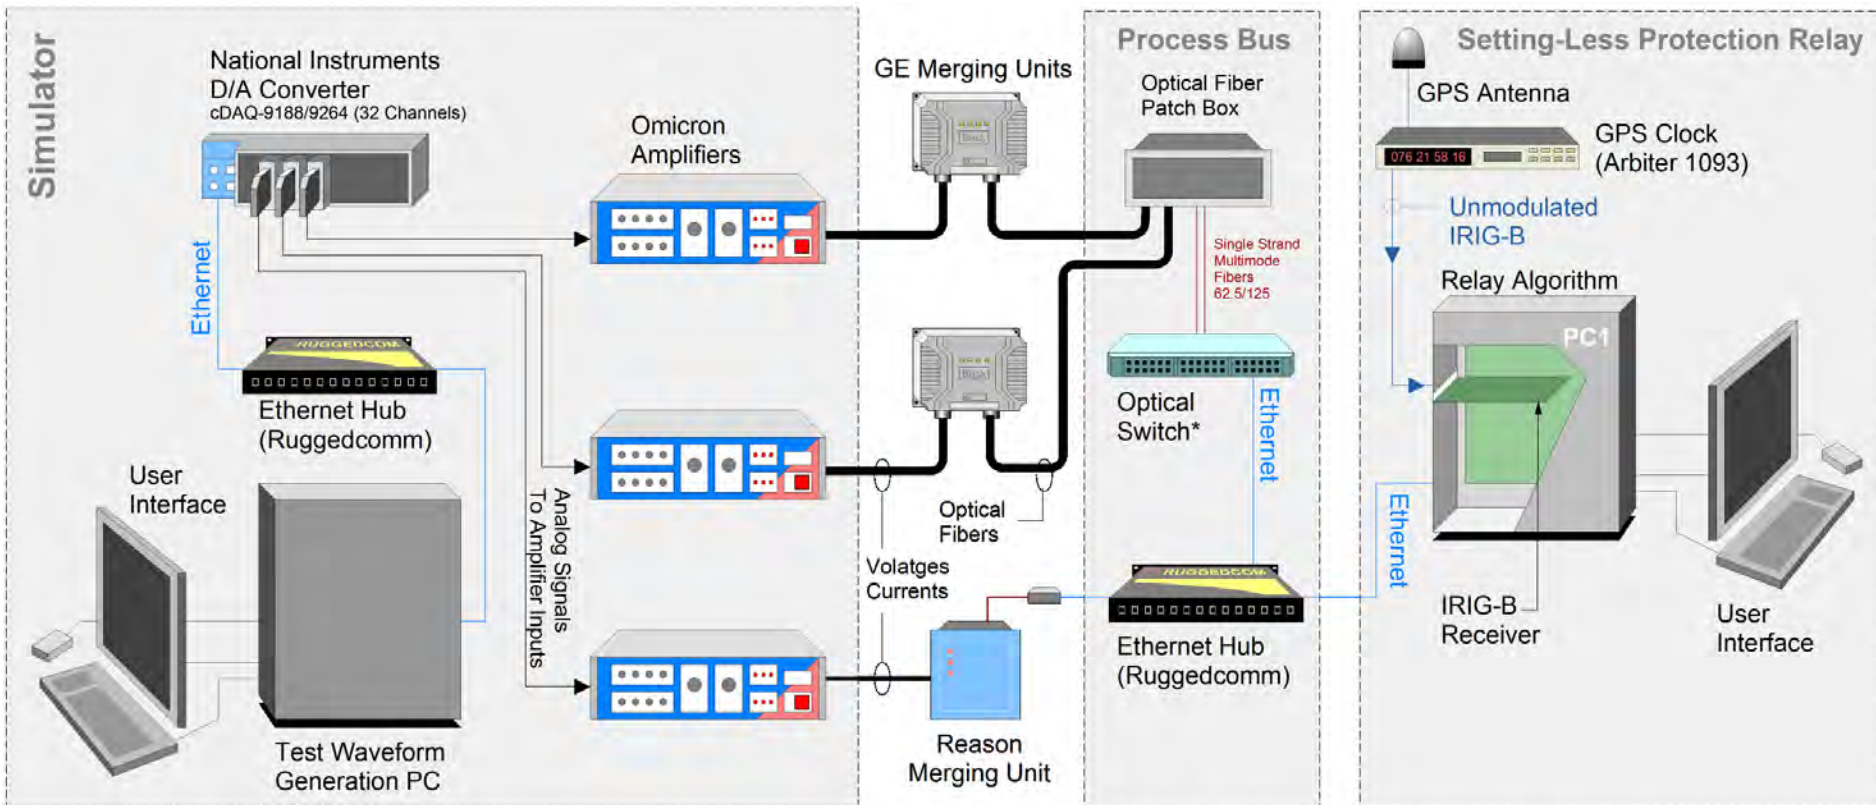 Simulator
National Instruments
D/A Converter
cDAQ-9188/9264 (32 Channels)
Omicron
Amplifiers
Ethernet
RUGGEDCOM
Ethernet Hub
(Ruggedcomm)
User
Interface
Test Waveform
Generation PC
Analog Signals
To Amplifier Inputs
GE Merging Units
Optical
Fibers
Volatges
Currents
Reason
Merging Unit
Process Bus
Optical Fiber
Patch Box
Single Strand
Multimode
Fibers
62.5/125
Optical
Switch*
Ethernet
RUGGEDCOM
Ethernet Hub
(Ruggedcomm)
Setting-Less Protection Relay
GPS Antenna
GPS Clock
(Arbiter 1093)
076 21 58 16
Unmodulated
IRIG-B
Relay Algorithm
PC1
Ethernet
IRIG-B
Receiver
User
Interface